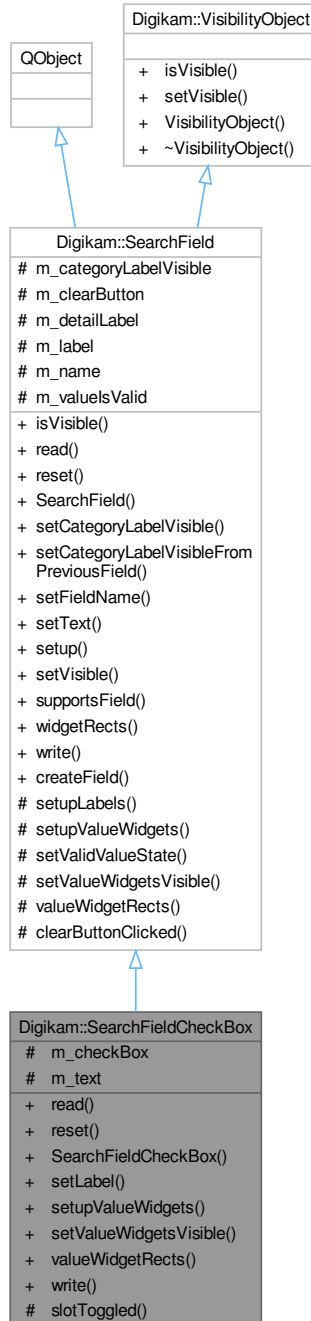 Digikam::VisibilityObject
+ isVisible()
+ setVisible()
+ VisibilityObject()
+ ~VisibilityObject()
QObject
Digikam::SearchField
# m_categoryLabelVisible
# m_clearButton
# m_detailLabel
# m_label
# m_name
# m_valueIsValid
+ isVisible()
+ read()
+ reset()
+ SearchField()
+ setCategoryLabelVisible()
+ setCategoryLabelVisibleFrom
PreviousField()
+ setFieldName()
+ setText()
+ setup()
+ setVisible()
+ supportsField()
+ widgetRects()
+ write()
+ createField()
# setupLabels()
# setupValueWidgets()
# setValidValueState()
# setValueWidgetsVisible()
# valueWidgetRects()
# clearButtonClicked()
Digikam::SearchFieldCheckBox
# m_checkBox
# m_text
+ read()
+ reset()
+ SearchFieldCheckBox()
+ setLabel()
+ setupValueWidgets()
+ setValueWidgetsVisible()
+ valueWidgetRects()
+ write()
# slotToggled()